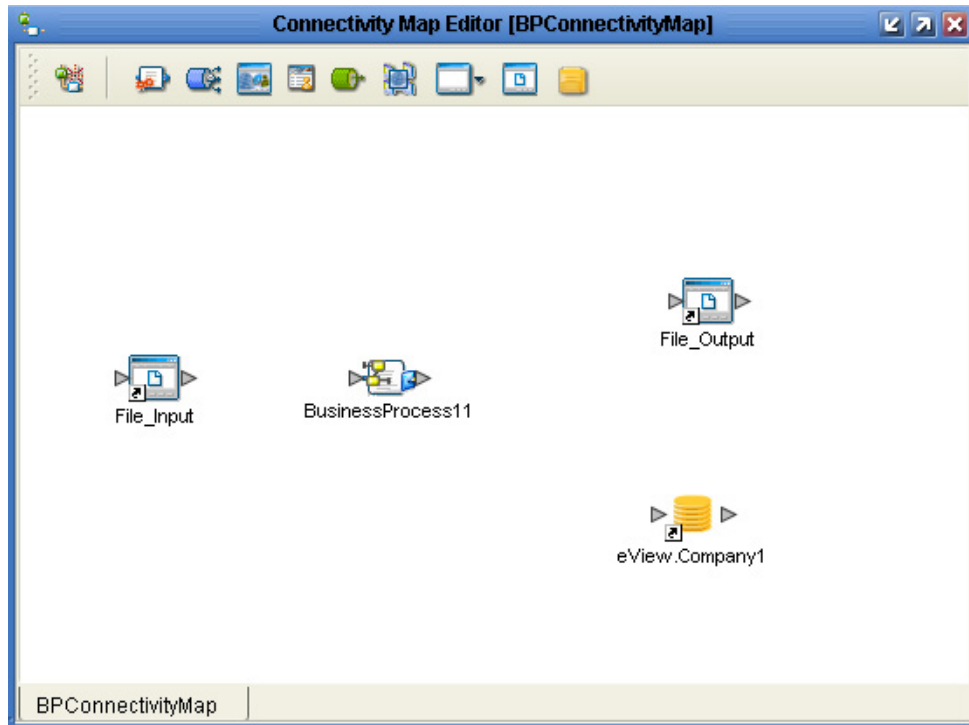 Connectivity Map Editor [BPConnectivityMap]
File_Output
File_Input
BusinessProcess11
eView.Company1
BPConnectivityMap